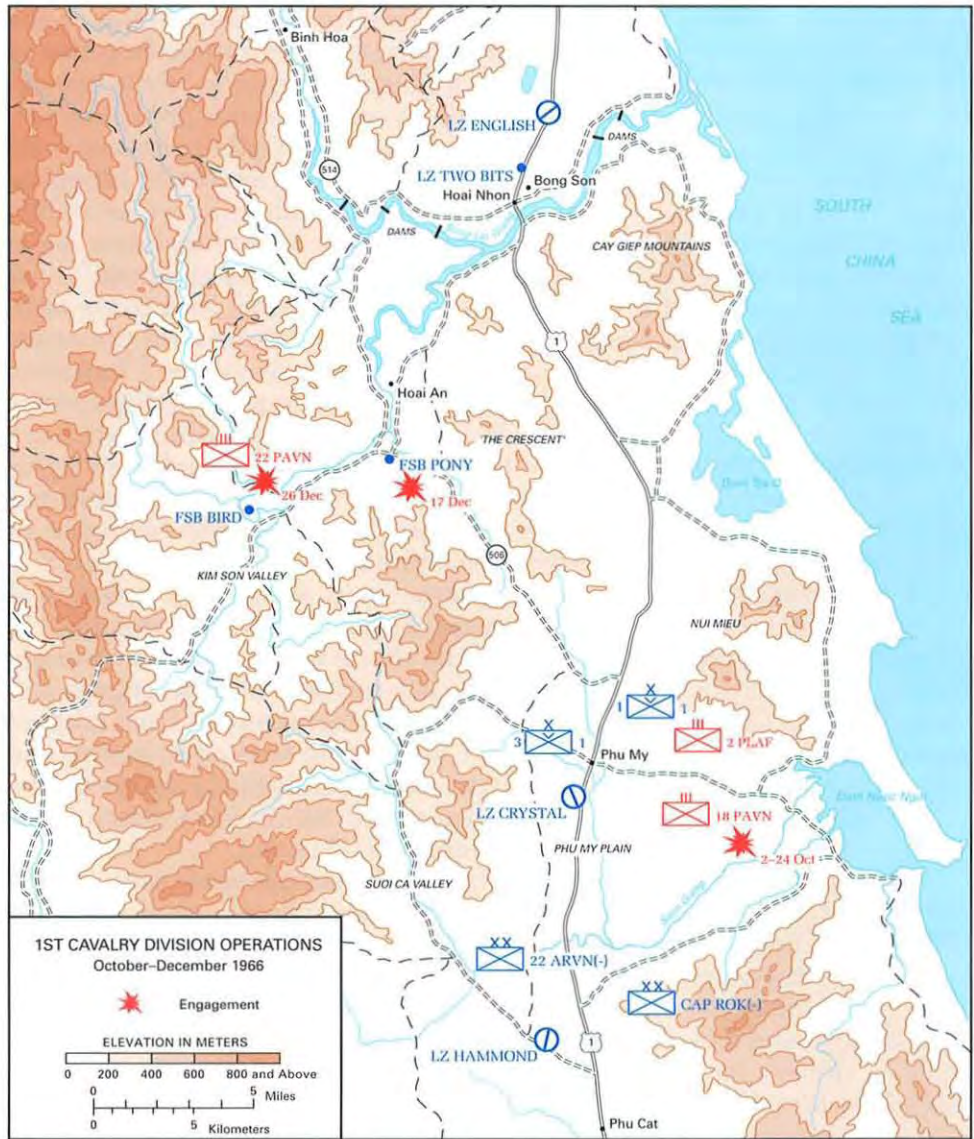 Binh Hoa
LZ ENGLISH
DAMS
514
LZ TWO BITS
Bong Son
Hoai Nhon
SOUTH
CHINA
SEA
DAMS
CAY GIEP MOUNTAINS
1
Hoai An
'THE CRESCENT'
22 PAVN
FSB PONY
26 Dec
17 Dec
FSB BIRD
506
KIM SON VALLEY
NUI MIEU
1 X 1
3 X 1
III
2 PLAF
Phu My
LZ CRYSTAL
III
18 PAVN
PHU MY PLAIN
2–24 Oct
SUOI CA VALLEY
XX
22 ARVN(-)
XX
CAP ROK(-)
LZ HAMMOND
1
Phu Cat
1ST CAVALRY DIVISION OPERATIONS
October–December 1966
Engagement
ELEVATION IN METERS
0 200 400 600 800 and Above
0 5
Miles
0 5
Kilometers